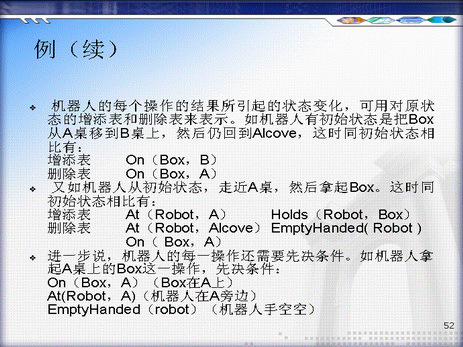 例（续）
❖ 机器人的每个操作的结果所引起的状态变化，可用对原状
态的增添表和删除表来表示。如机器人有初始状态是把Box
从A桌移到B桌上，然后仍回到Alcove，这时同初始状态相
比有：
增添表 On（Box，B）
删除表 On（Box，A）
❖ 又如机器人从初始状态，走近A桌，然后拿起Box。这时同
初始状态相比有：
增添表 At（Robot，A） Holds（Robot，Box）
删除表 At（Robot，Alcove） EmptyHanded( Robot )
On（ Box，A）
❖ 进一步说，机器人的每一操作还需要先决条件。如机器人拿
起A桌上的Box这一操作，先决条件：
On（Box，A）（Box在A上）
At(Robot，A)（机器人在A旁边）
EmptyHanded（robot）（机器人手空空）
52